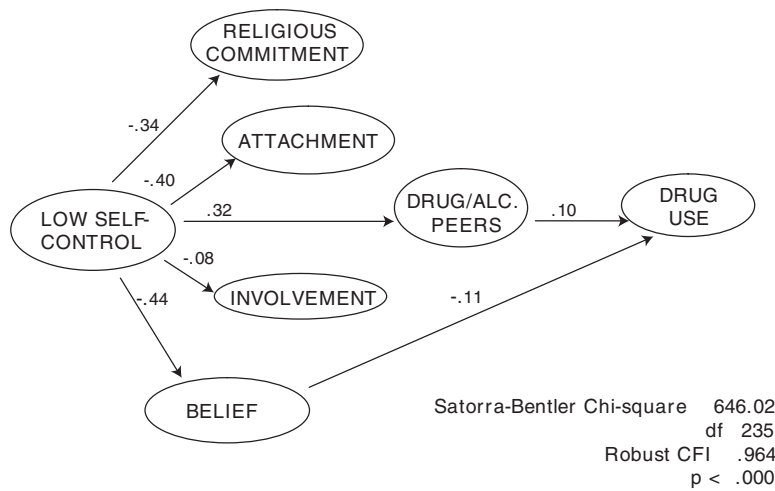 RELIGIOUS
COMMITMENT
-.34
ATTACHMENT
-.40
LOW SELF-
CONTROL
.32
DRUG/ALC.
PEERS
.10
DRUG
USE
-.08
INVOLVEMENT
-.44
-.11
BELIEF
Satorra-Bentler Chi-square 646.02
df 235
Robust CFI .964
p < .000